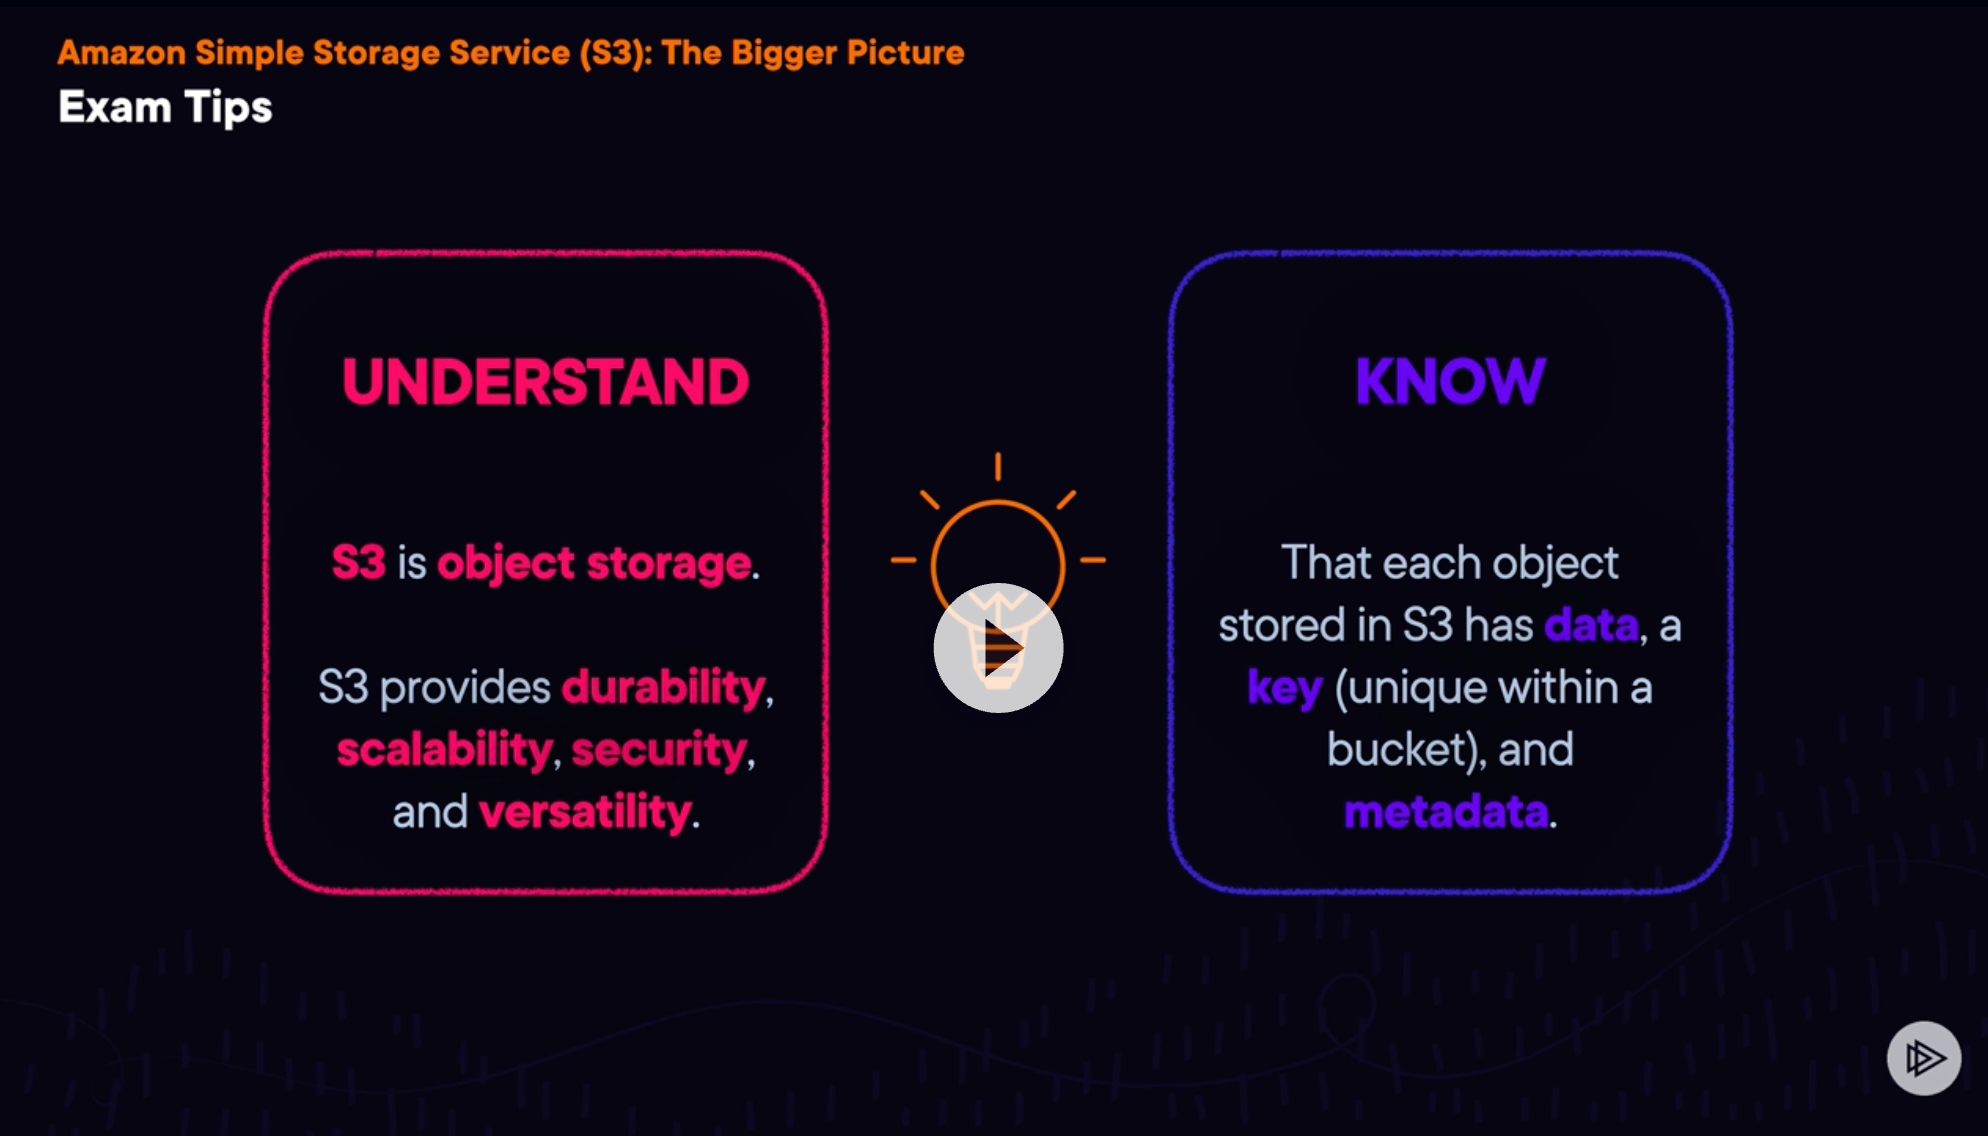 Amazon Simple Storage Service (S3): The Bigger Picture
Exam Tips
UNDERSTAND
S3 is object storage.
S3 provides durability,
scalability, security,
and versatility.
KNOW
That each object
stored in S3 has data, a
key (unique within a
bucket), and
metadata.